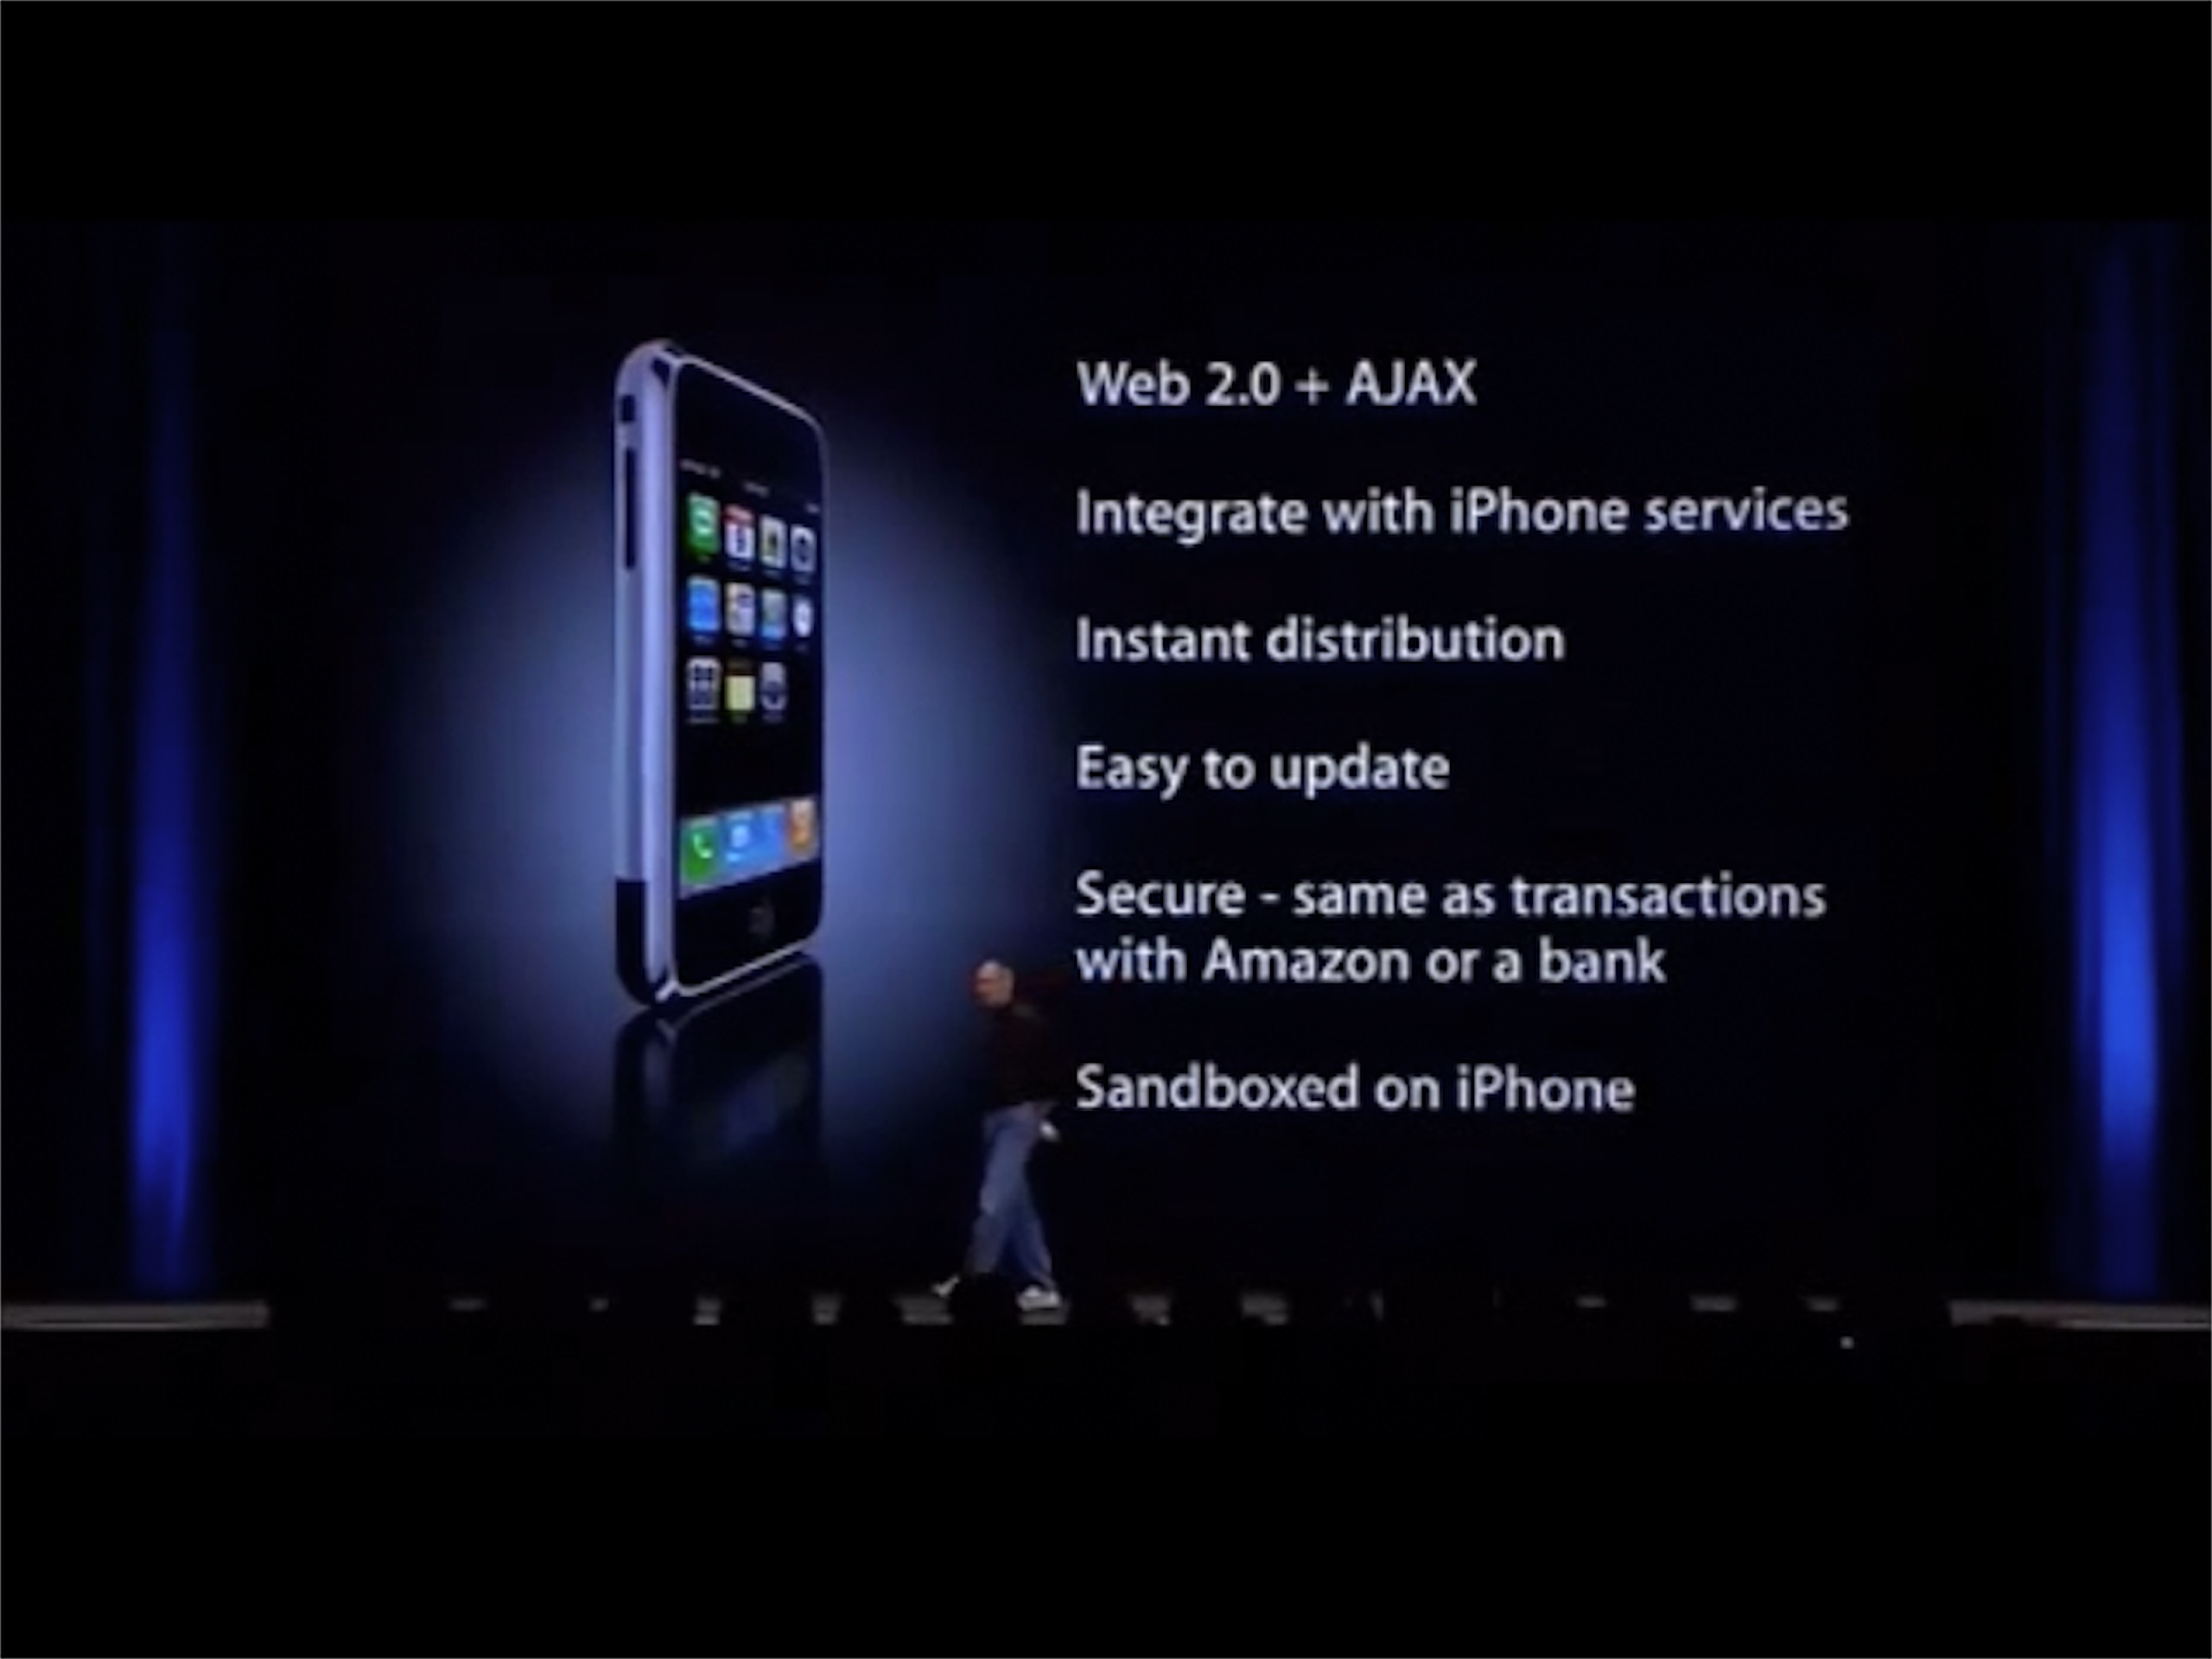 Web 2.0 + AJAX
Integrate with iPhone services
Instant distribution
Easy to update
Secure - same as transactions
with Amazon or a bank
Sandboxed on iPhone